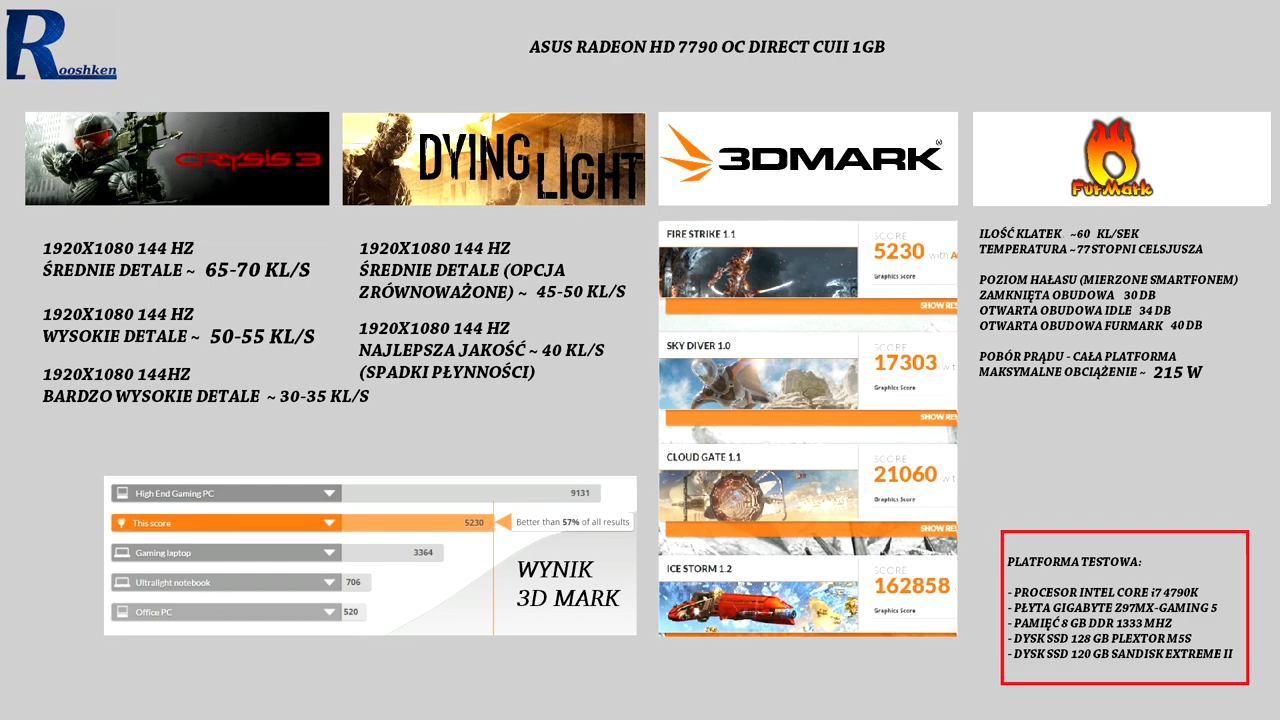 Rooshken
ASUS RADEON HD 7790 OC DIRECT CUII 1GB
CRYSIS 3
DYING LIGHT
3DMARK®
FurMark
1920X1080 144 HZ
ŚREDNIE DETALE ~ 65-70 KL/S
1920X1080 144 HZ
WYSOKIE DETALE ~ 50-55 KL/S
1920X1080 144HZ
BARDZO WYSOKIE DETALE ~ 30-35 KL/S
1920X1080 144 HZ
ŚREDNIE DETALE (OPCJA
ZRÓWNOWAŻONE) ~ 45-50 KL/S
1920X1080 144 HZ
NAJLEPSZA JAKOŚĆ ~ 40 KL/S
(SPADKI PŁYNNOŚCI)
FIRE STRIKE 1.1
SCORE
5230 with A
Graphics Score
SHOW RES
SKY DIVER 1.0
SCORE
17303 wit
Graphics Score
SHOW RES
CLOUD GATE 1.1
SCORE
21060 wit
Graphics Score
SHOW RES
ICE STORM 1.2
SCORE
162858
Graphics Score
ILOŚĆ KLATEK ~60 KL/SEK
TEMPERATURA ~77 STOPNI CELSJUSZA
POZIOM HAŁASU (MIERZONE SMARTFONEM)
ZAMKNIĘTA OBUDOWA 30 DB
OTWARTA OBUDOWA IDLE 34 DB
OTWARTA OBUDOWA FURMARK 40 DB
POBÓR PRĄDU - CAŁA PLATFORMA
MAKSYMALNE OBCIĄŻENIE ~ 215 W
High End Gaming PC 9131
This score 5230 Better than 57% of all results
Gaming laptop 3364
Ultralight notebook 706
Office PC 520
WYNIK
3D MARK
PLATFORMA TESTOWA:
- PROCESOR INTEL CORE i7 4790K
- PŁYTA GIGABYTE Z97MX-GAMING 5
- PAMIĘĆ 8 GB DDR 1333 MHZ
- DYSK SSD 128 GB PLEXTOR M5S
- DYSK SSD 120 GB SANDISK EXTREME II